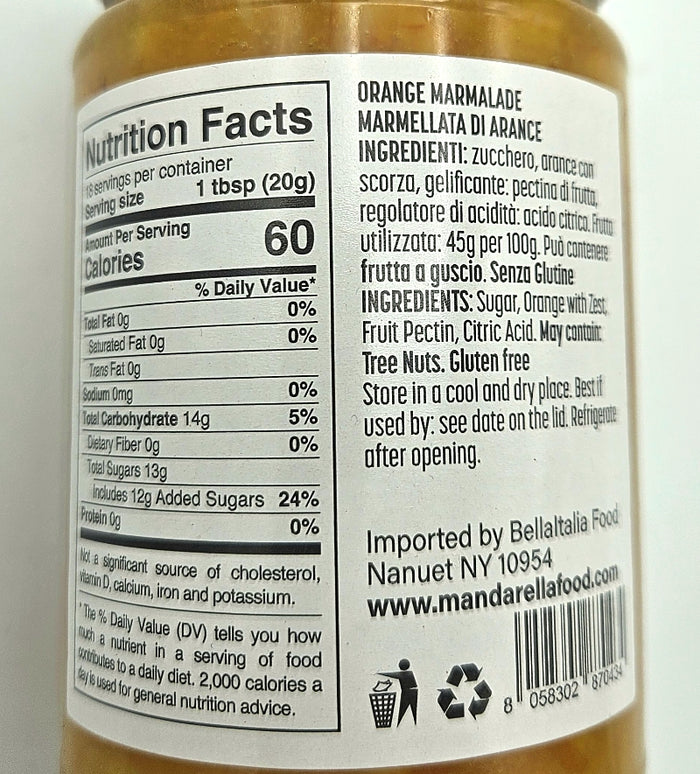 Nutrition Facts
18 servings per container
Serving size 1 tbsp (20g)
Amount Per Serving
Calories 60
% Daily Value*
Total Fat 0g 0%
Saturated Fat 0g 0%
Trans Fat 0g
Sodium 0mg 0%
Total Carbohydrate 14g 5%
Dietary Fiber 0g 0%
Total Sugars 13g
Includes 12g Added Sugars 24%
Protein 0g 0%
Not a significant source of cholesterol,
vitamin D, calcium, iron and potassium.
* The % Daily Value (DV) tells you how
much a nutrient in a serving of food
contributes to a daily diet. 2,000 calories a
day is used for general nutrition advice.
ORANGE MARMALADE
MARMELLATA DI ARANCE
INGREDIENTI: zucchero, arance con
scorza, gelificante: pectina di frutta,
regolatore di acidità: acido citrico. Frutta
utilizzata: 45g per 100g. Può contenere
frutta a guscio. Senza Glutine
INGREDIENTS: Sugar, Orange with Zest,
Fruit Pectin, Citric Acid. May contain:
Tree Nuts. Gluten free
Store in a cool and dry place. Best if
used by: see date on the lid. Refrigerate
after opening.
Imported by BellaItalia Food
Nanuet NY 10954
www.mandarellafood.com
8 058302 870434